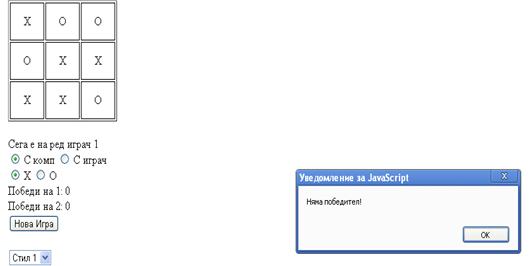 X O O
O X X
X X O
Сега е на ред играч 1
С комп С играч
X O
Победи на 1: 0
Победи на 2: 0
Нова Игра
Стил 1
Уведомление за JavaScript
X
Няма победител!
OK